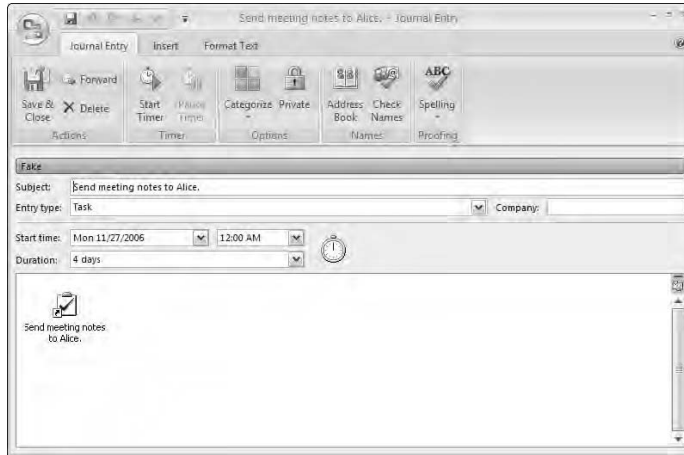 Send meeting notes to Alice. - Journal Entry
Journal Entry Insert Format Text
Save & Close
Forward
Delete
Start Timer
Pause Timer
Categorize Private
Address Book
Check Names
Spelling
Actions Timer Options Names Proofing
Fake
Subject: Send meeting notes to Alice.
Entry type: Task Company:
Start time: Mon 11/27/2006 12:00 AM
Duration: 4 days
Send meeting notes
to Alice.